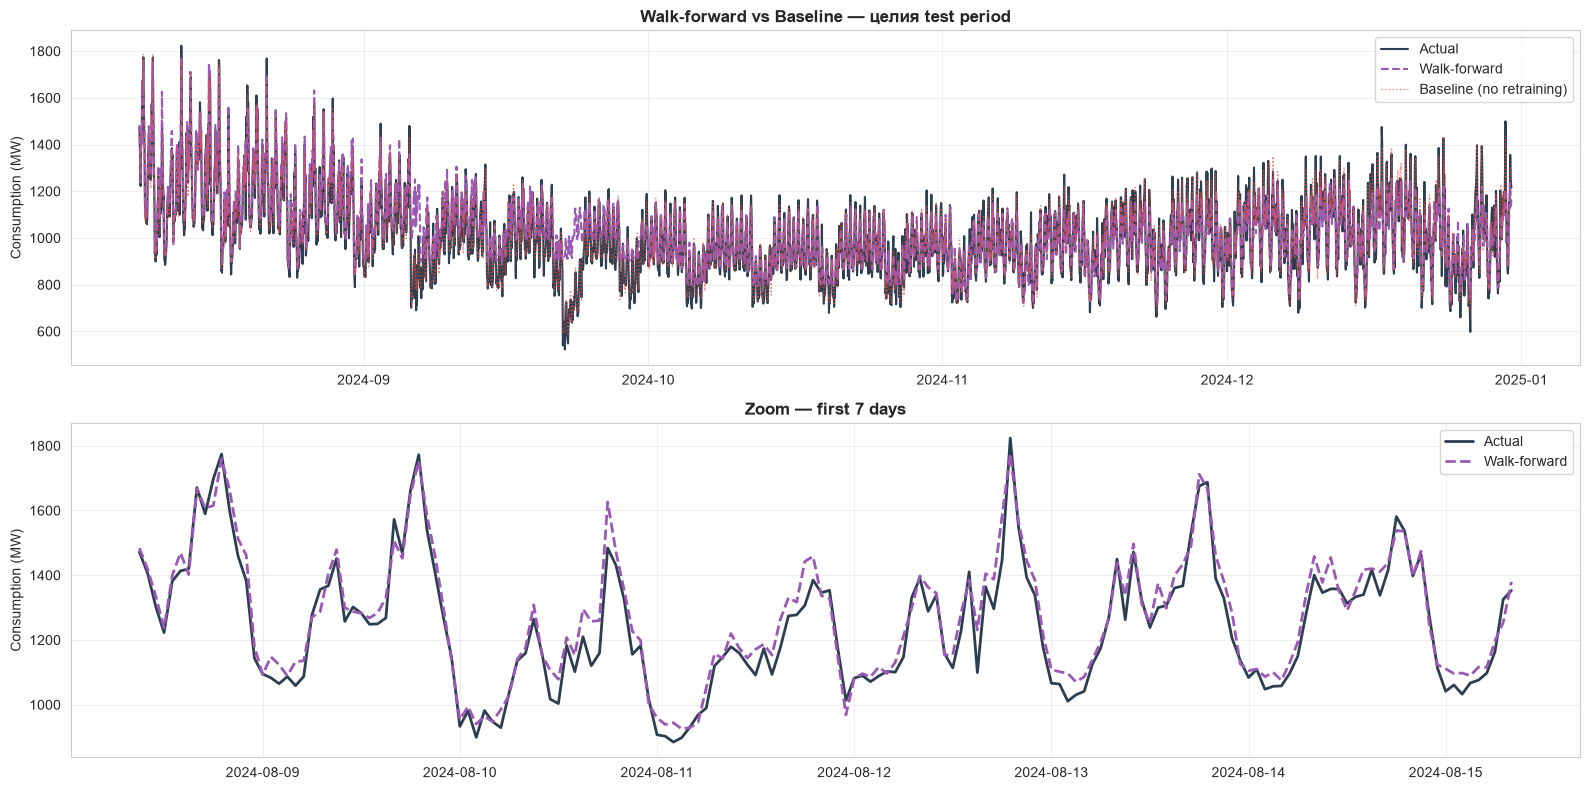 Walk-forward vs Baseline — целия test period
Consumption (MW)
1800
1600
1400
1200
1000
800
600
Actual
Walk-forward
Baseline (no retraining)
2024-09
2024-10
2024-11
2024-12
2025-01
Zoom — first 7 days
Consumption (MW)
1800
1600
1400
1200
1000
Actual
Walk-forward
2024-08-09
2024-08-10
2024-08-11
2024-08-12
2024-08-13
2024-08-14
2024-08-15